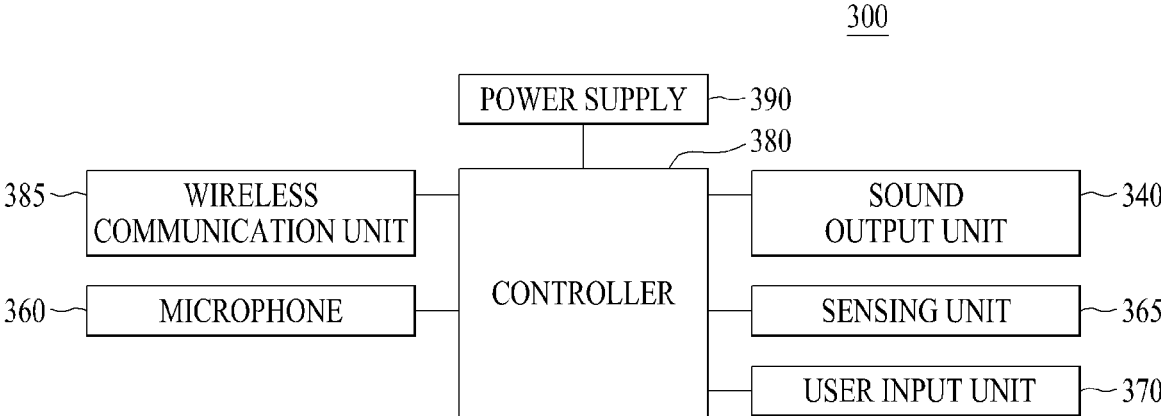 300
POWER SUPPLY
390
380
385
WIRELESS
COMMUNICATION UNIT
SOUND
OUTPUT UNIT
340
CONTROLLER
360
MICROPHONE
SENSING UNIT
365
USER INPUT UNIT
370